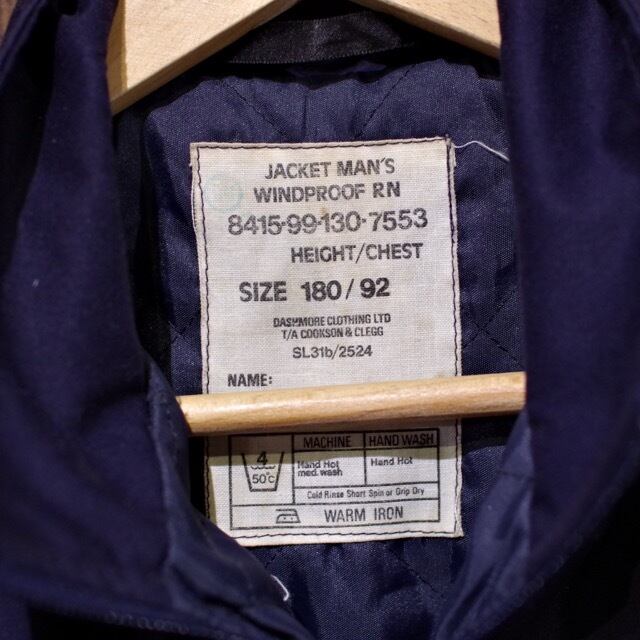 JACKET MAN'S
WINDPROOF RN
8415-99-130-7553
HEIGHT/CHEST
SIZE 180/92
DASHMORE CLOTHING LTD
T/A COOKSON & CLEGG
SL31b/2524
NAME:
MACHINE HAND WASH
4 Hand Hot Hand Hot
50°C med. wash
Cold Rinse Short Spin or Drip Dry
WARM IRON